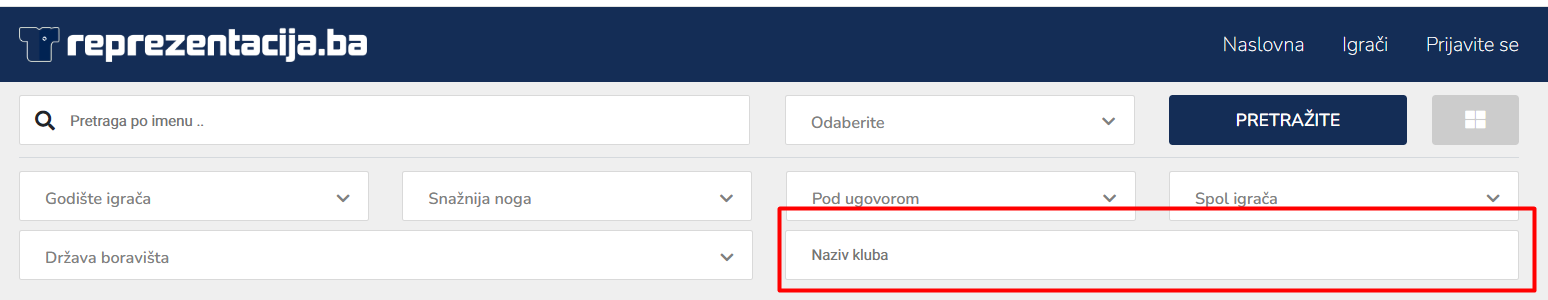 reprezentacija.ba
Naslovna Igrači Prijavite se
Pretraga po imenu ..
Odaberite
PRETRAŽITE
Godište igrača
Snažnija noga
Pod ugovorom
Spol igrača
Država boravišta
Naziv kluba